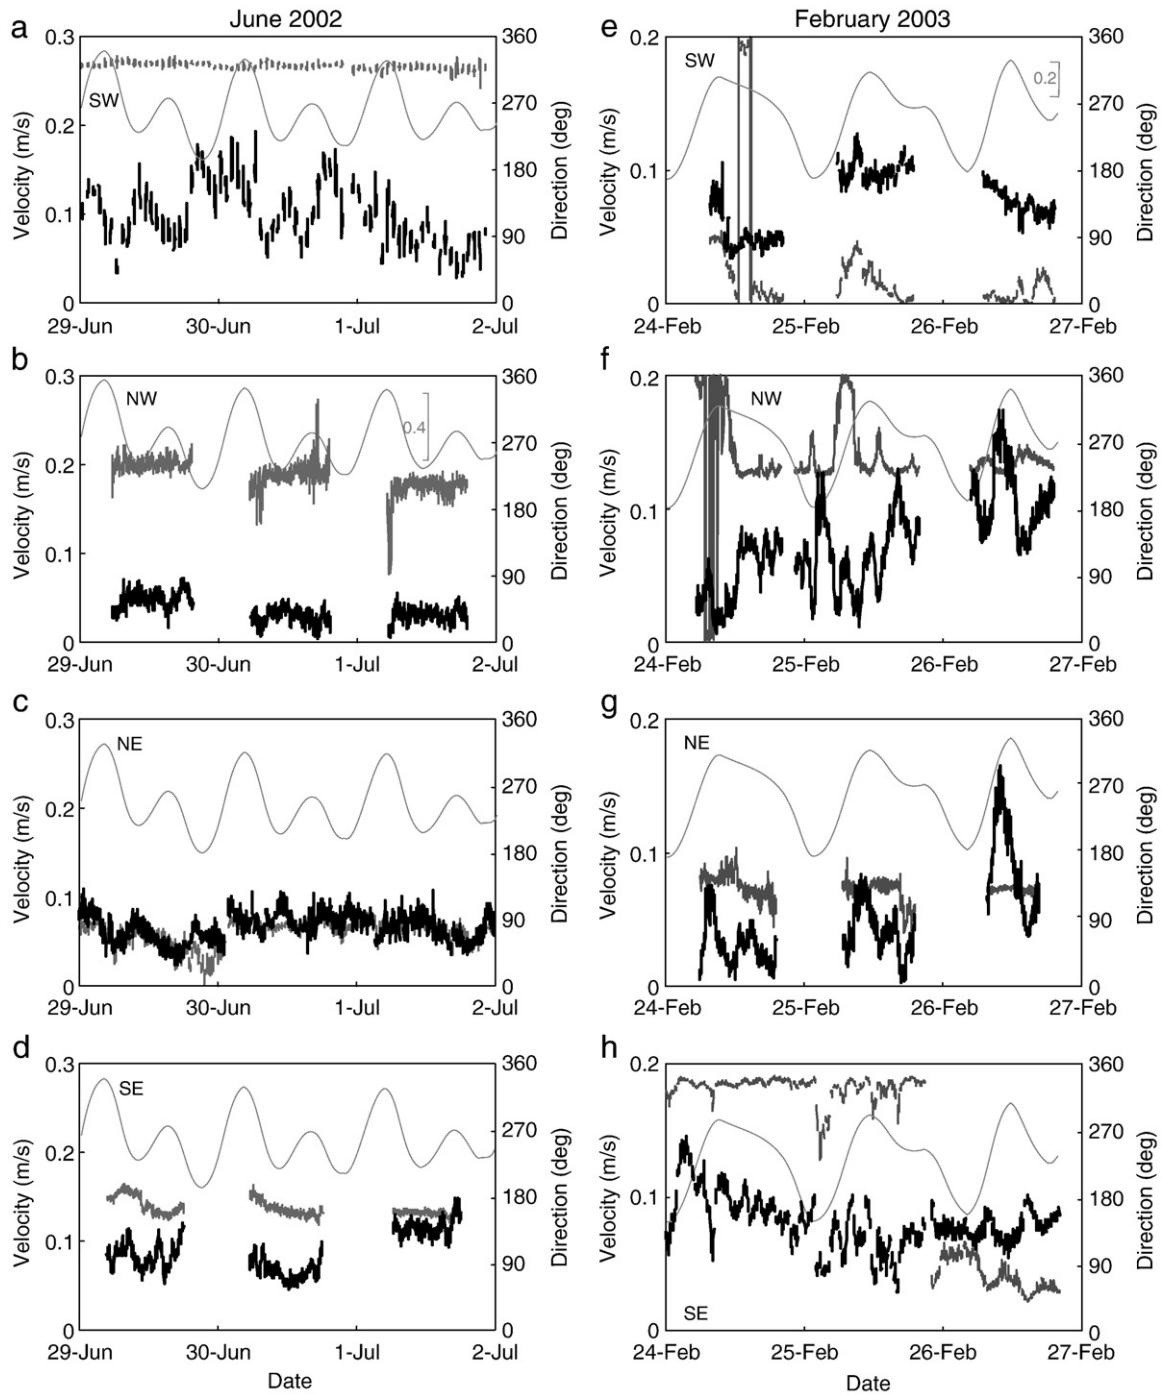 June 2002
a
0.3
0.2
0.1
0
360
270
180
90
0
Velocity (m/s)
Direction (deg)
SW
29-Jun
30-Jun
1-Jul
2-Jul
b
0.3
0.2
0.1
0
360
270
180
90
0
Velocity (m/s)
Direction (deg)
NW
0.4
29-Jun
30-Jun
1-Jul
2-Jul
c
0.3
0.2
0.1
0
360
270
180
90
0
Velocity (m/s)
Direction (deg)
NE
29-Jun
30-Jun
1-Jul
2-Jul
d
0.3
0.2
0.1
0
360
270
180
90
0
Velocity (m/s)
Direction (deg)
SE
29-Jun
30-Jun
1-Jul
2-Jul
Date
February 2003
e
0.2
0.1
0
360
270
180
90
0
Velocity (m/s)
Direction (deg)
SW
0.2
24-Feb
25-Feb
26-Feb
27-Feb
f
0.2
0.1
0
360
270
180
90
0
Velocity (m/s)
Direction (deg)
NW
24-Feb
25-Feb
26-Feb
27-Feb
g
0.2
0.1
0
360
270
180
90
0
Velocity (m/s)
Direction (deg)
NE
24-Feb
25-Feb
26-Feb
27-Feb
h
0.2
0.1
0
360
270
180
90
0
Velocity (m/s)
Direction (deg)
SE
24-Feb
25-Feb
26-Feb
27-Feb
Date